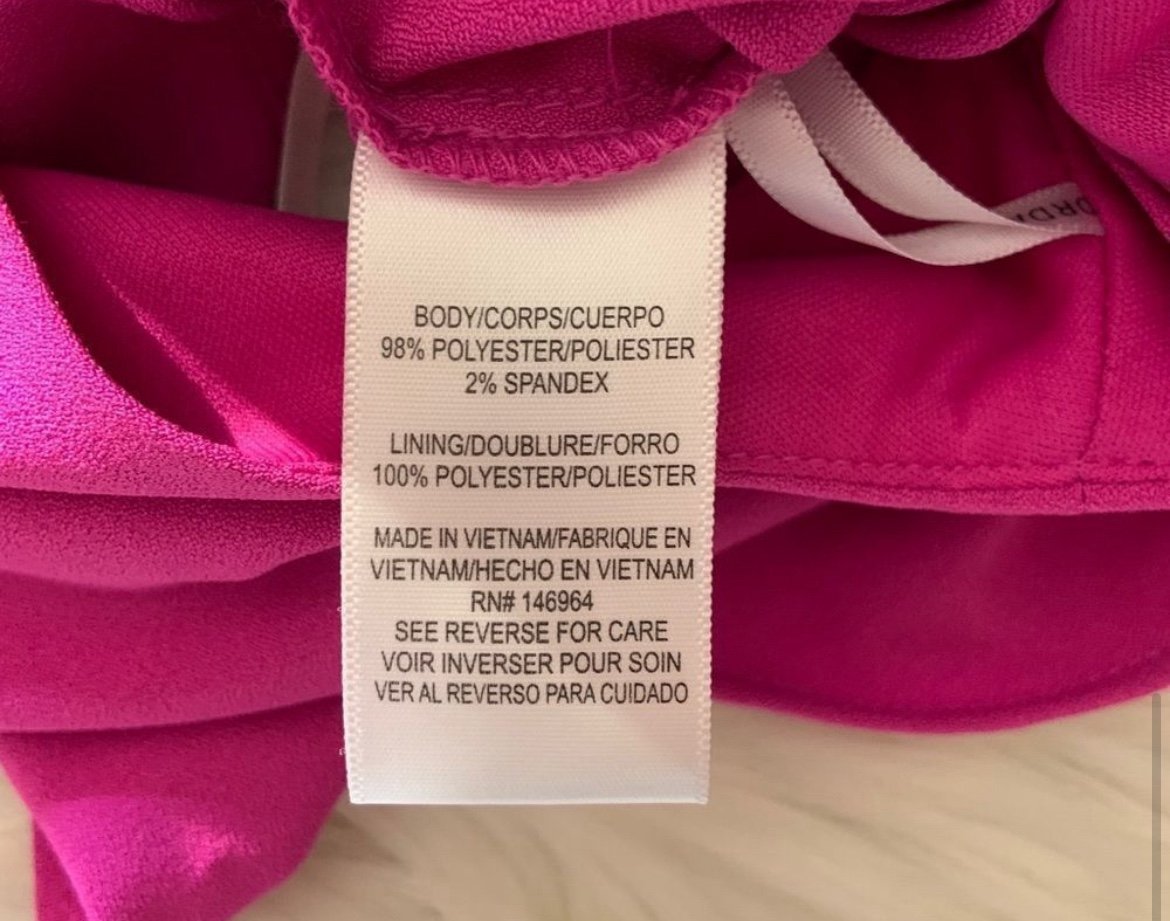 BODY/CORPS/CUERPO
98% POLYESTER/POLIESTER
2% SPANDEX
LINING/DOUBLURE/FORRO
100% POLYESTER/POLIESTER
MADE IN VIETNAM/FABRIQUE EN
VIETNAM/HECHO EN VIETNAM
RN# 146964
SEE REVERSE FOR CARE
VOIR INVERSER POUR SOIN
VER AL REVERSO PARA CUIDADO